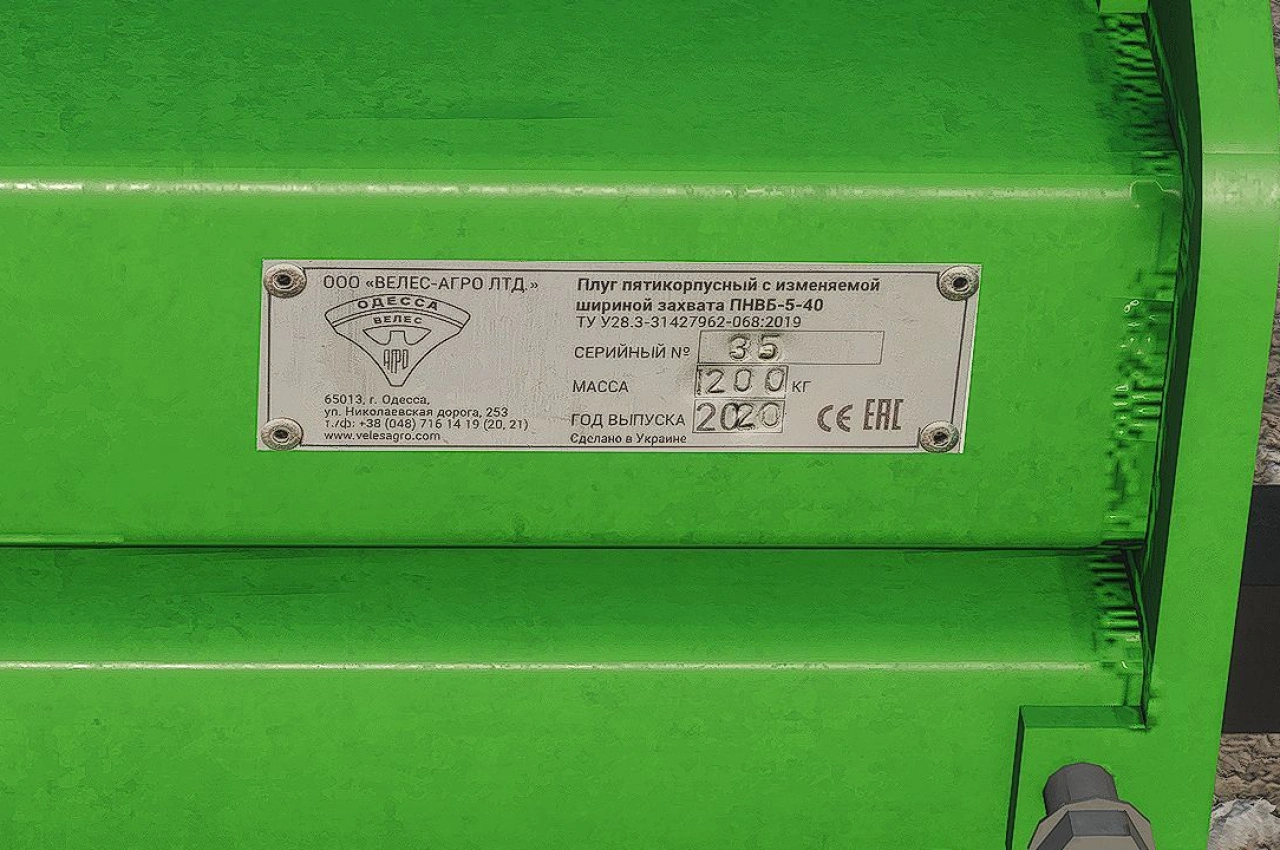 ООО «ВЕЛЕС-АГРО ЛТД.»
ОДЕССА
ВЕЛЕС
АГРО
65013, г. Одесса,
ул. Николаевская дорога, 253
т./ф: +38 (048) 716 14 19 (20, 21)
www.velesagro.com
Плуг пятикорпусный с изменяемой
шириной захвата ПНВБ-5-40
ТУ У28.3-31427962-068:2019
СЕРИЙНЫЙ № 35
МАССА 1200 КГ
ГОД ВЫПУСКА 2020
Сделано в Украине
CE EAC